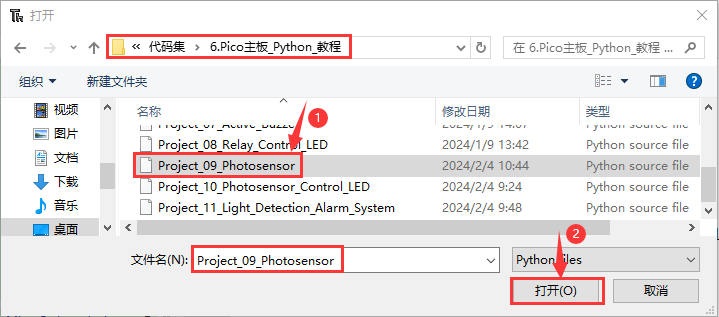 打开
« 代码集 › 6.Pico主板_Python_教程
在 6.Pico主板_Python_教程 ...
组织 新建文件夹
名称 修改日期 类型
视频
图片
文档
下载
音乐
桌面
Project_07_Active_Buzze 2024/1/9 14:07 Python source file
1
Project_08_Relay_Control_LED 2024/1/9 13:42 Python source file
Project_09_Photosensor 2024/2/4 10:44 Python source file
Project_10_Photosensor_Control_LED 2024/2/4 9:24 Python source file
Project_11_Light_Detection_Alarm_System 2024/2/4 9:48 Python source file
2
文件名(N): Project_09_Photosensor Python files
打开(O) 取消